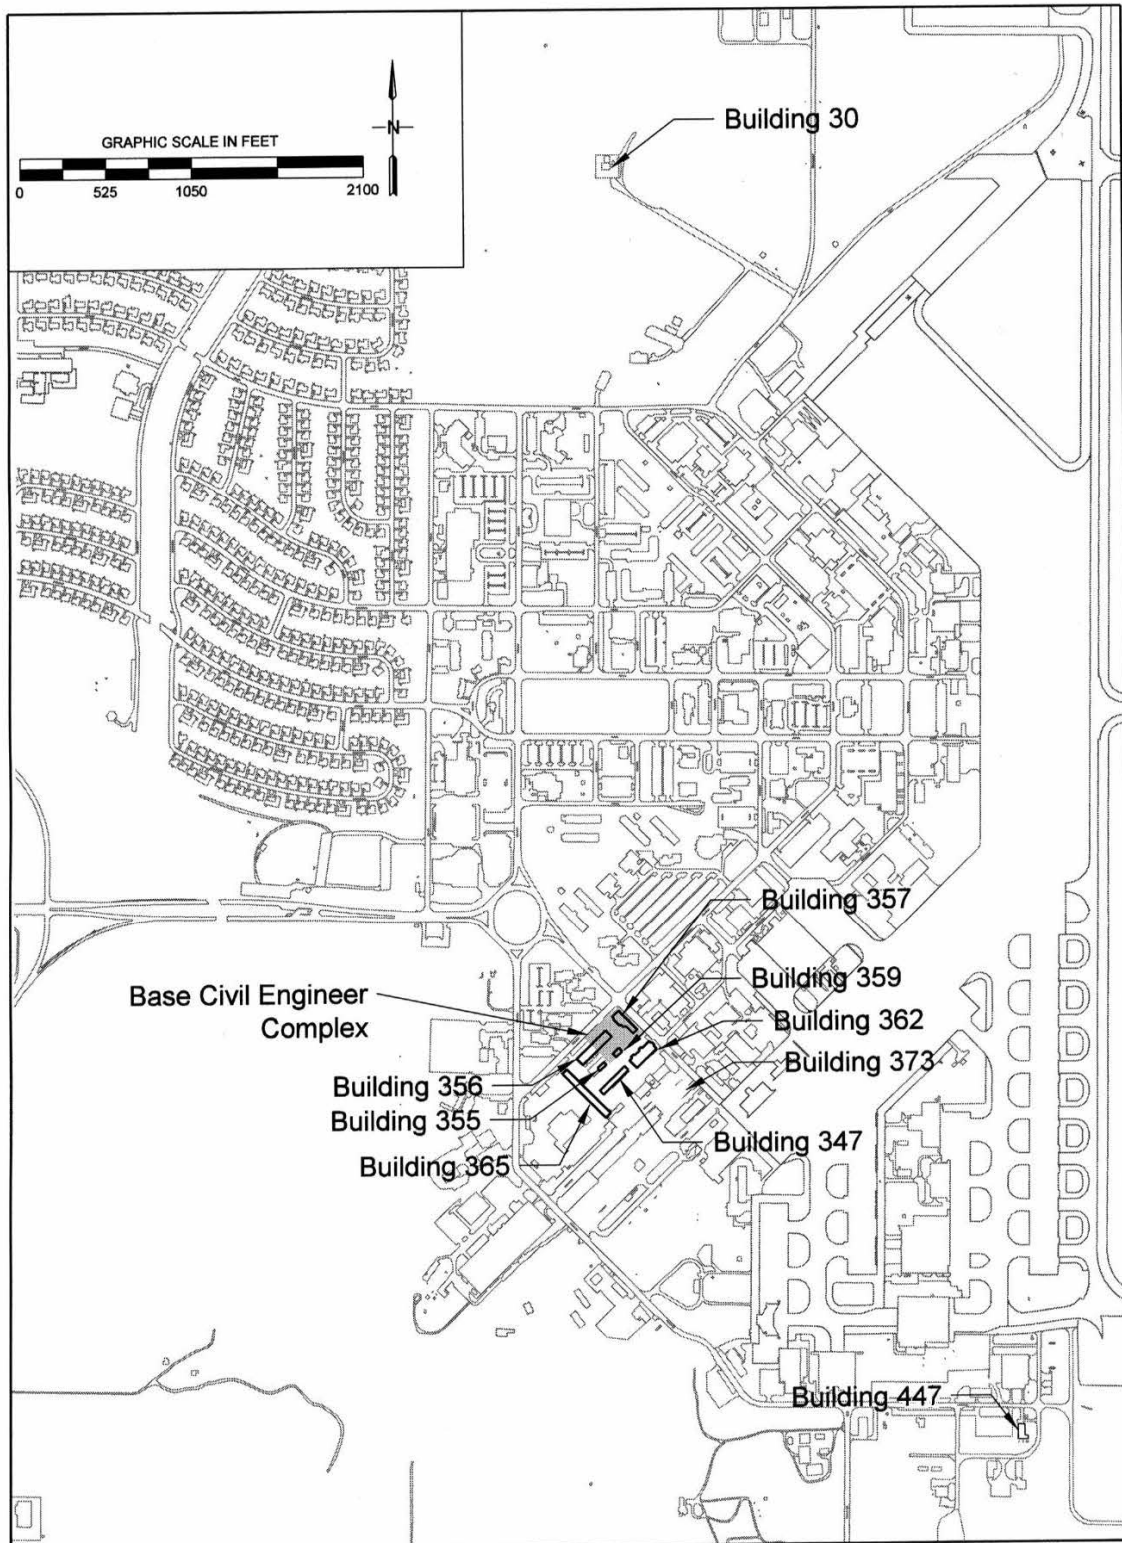 GRAPHIC SCALE IN FEET
0 525 1050 2100
N
Building 30
Building 357
Building 359
Base Civil Engineer
Complex
Building 362
Building 373
Building 356
Building 355
Building 347
Building 365
Building 447